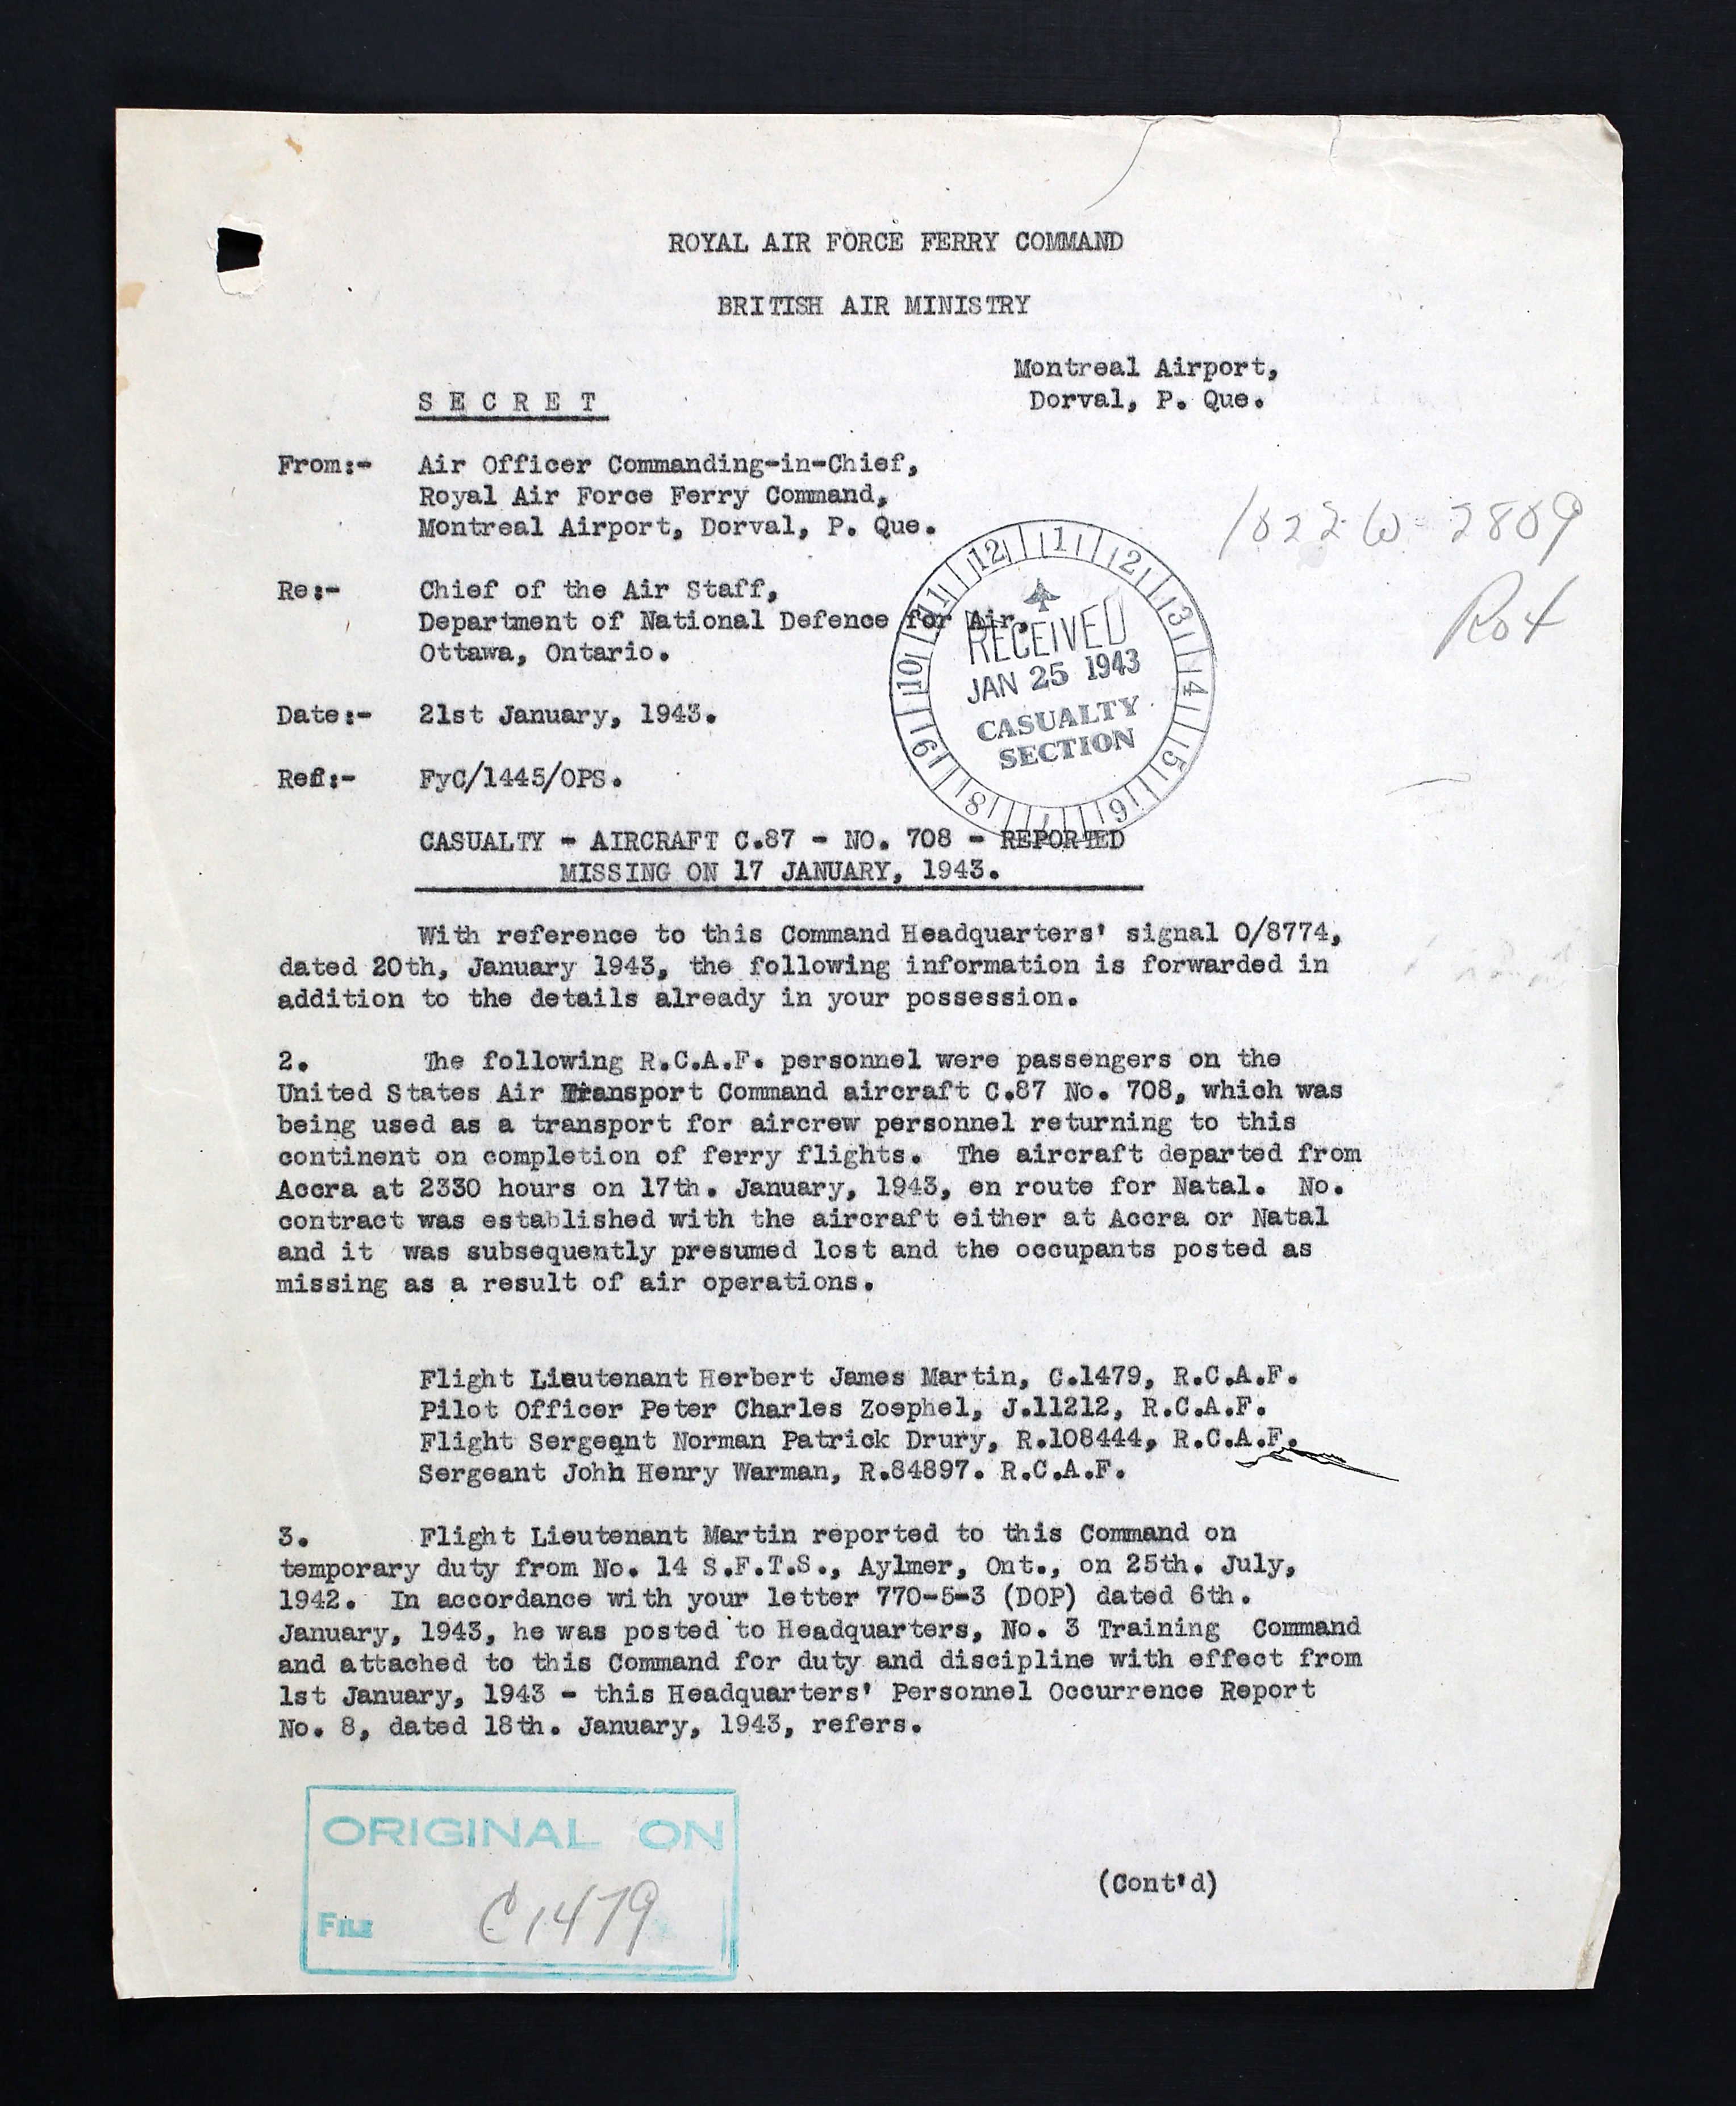 ROYAL AIR FORCE FERRY COMMAND
BRITISH AIR MINISTRY
Montreal Airport,
Dorval, P. Que.
S E C R E T
From:- Air Officer Commanding-in-Chief,
Royal Air Force Ferry Command,
Montreal Airport, Dorval, P. Que.
1022 W - 2809
Re:- Chief of the Air Staff,
Department of National Defence for Air,
Ottawa, Ontario.
12 1 2 3 4 5 6 7 8 9 10 11
RECEIVED
JAN 25 1943
CASUALTY
SECTION
Date:- 21st January, 1943.
Ref:- FyC/1445/OPS.
CASUALTY - AIRCRAFT C.87 - NO. 708 - REPORTED
MISSING ON 17 JANUARY, 1943.
With reference to this Command Headquarters' signal O/8774,
dated 20th, January 1943, the following information is forwarded in
addition to the details already in your possession.
2. The following R.C.A.F. personnel were passengers on the
United States Air Transport Command aircraft C.87 No. 708, which was
being used as a transport for aircrew personnel returning to this
continent on completion of ferry flights. The aircraft departed from
Accra at 2330 hours on 17th. January, 1943, en route for Natal. No.
contract was established with the aircraft either at Accra or Natal
and it was subsequently presumed lost and the occupants posted as
missing as a result of air operations.
Flight Lieutenant Herbert James Martin, C.1479, R.C.A.F.
Pilot Officer Peter Charles Zoephel, J.11212, R.C.A.F.
Flight Sergeant Norman Patrick Drury, R.108444, R.C.A.F.
Sergeant John Henry Warman, R.84897. R.C.A.F.
3. Flight Lieutenant Martin reported to this Command on
temporary duty from No. 14 S.F.T.S., Aylmer, Ont., on 25th. July,
1942. In accordance with your letter 770-5-3 (DOP) dated 6th.
January, 1943, he was posted to Headquarters, No. 3 Training Command
and attached to this Command for duty and discipline with effect from
1st January, 1943 - this Headquarters' Personnel Occurrence Report
No. 8, dated 18th. January, 1943, refers.
ORIGINAL ON
FILE C1479
(Cont'd)